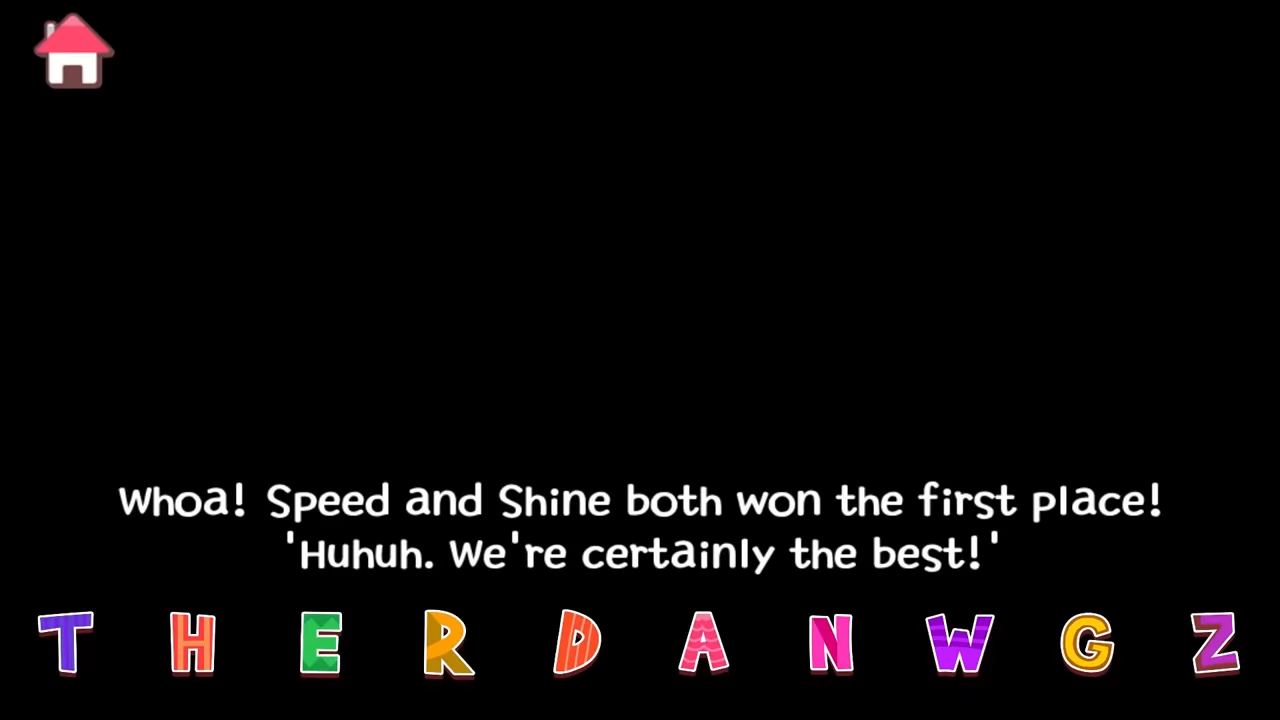 Whoa! Speed and Shine both won the first place!
'Huhuh. We're certainly the best!'
T H E R D A N W G Z